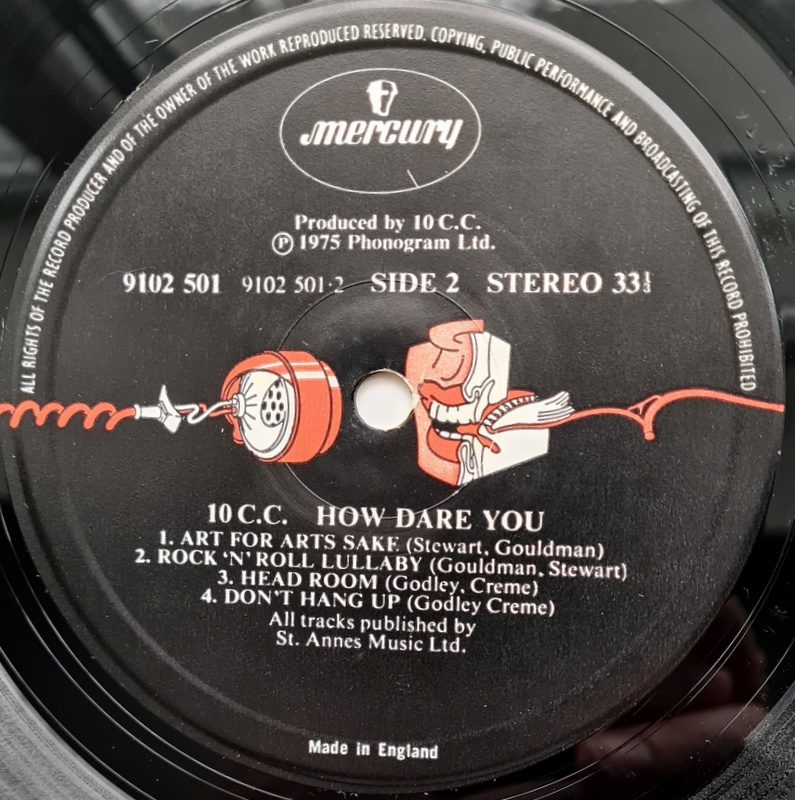 ALL RIGHTS OF THE RECORD PRODUCER AND OF THE OWNER OF THE WORK REPRODUCED RESERVED. COPYING, PUBLIC PERFORMANCE AND BROADCASTING OF THIS RECORD PROHIBITED
mercury
Produced by 10 C.C.
Ⓟ 1975 Phonogram Ltd.
9102 501 9102 501·2 SIDE 2 STEREO 33⅓
10 C.C. HOW DARE YOU
1. ART FOR ARTS SAKE (Stewart, Gouldman)
2. ROCK 'N' ROLL LULLABY (Gouldman, Stewart)
3. HEAD ROOM (Godley, Creme)
4. DON'T HANG UP (Godley Creme)
All tracks published by
St. Annes Music Ltd.
Made in England